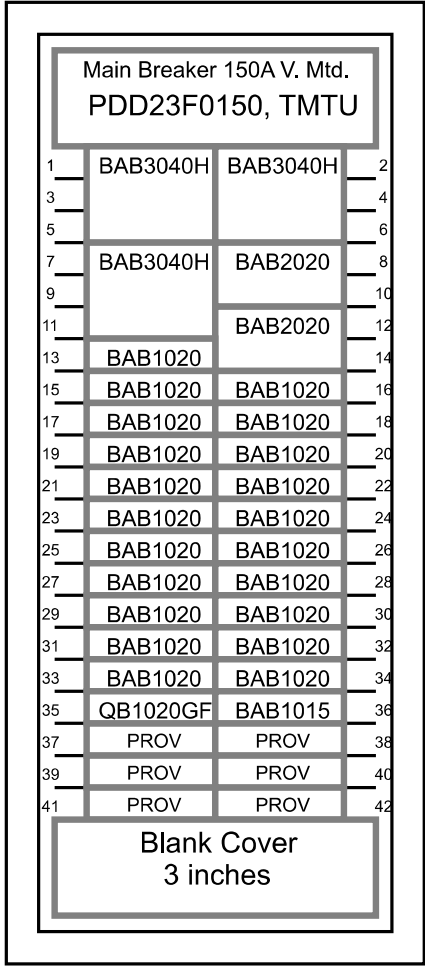 Main Breaker 150A V. Mtd.
PDD23F0150, TMTU
1 BAB3040H BAB3040H 2
3 4
5 6
7 BAB3040H BAB2020 8
9 10
11 BAB2020 12
13 BAB1020 14
15 BAB1020 BAB1020 16
17 BAB1020 BAB1020 18
19 BAB1020 BAB1020 20
21 BAB1020 BAB1020 22
23 BAB1020 BAB1020 24
25 BAB1020 BAB1020 26
27 BAB1020 BAB1020 28
29 BAB1020 BAB1020 30
31 BAB1020 BAB1020 32
33 BAB1020 BAB1020 34
35 QB1020GF BAB1015 36
37 PROV PROV 38
39 PROV PROV 40
41 PROV PROV 42
Blank Cover
3 inches